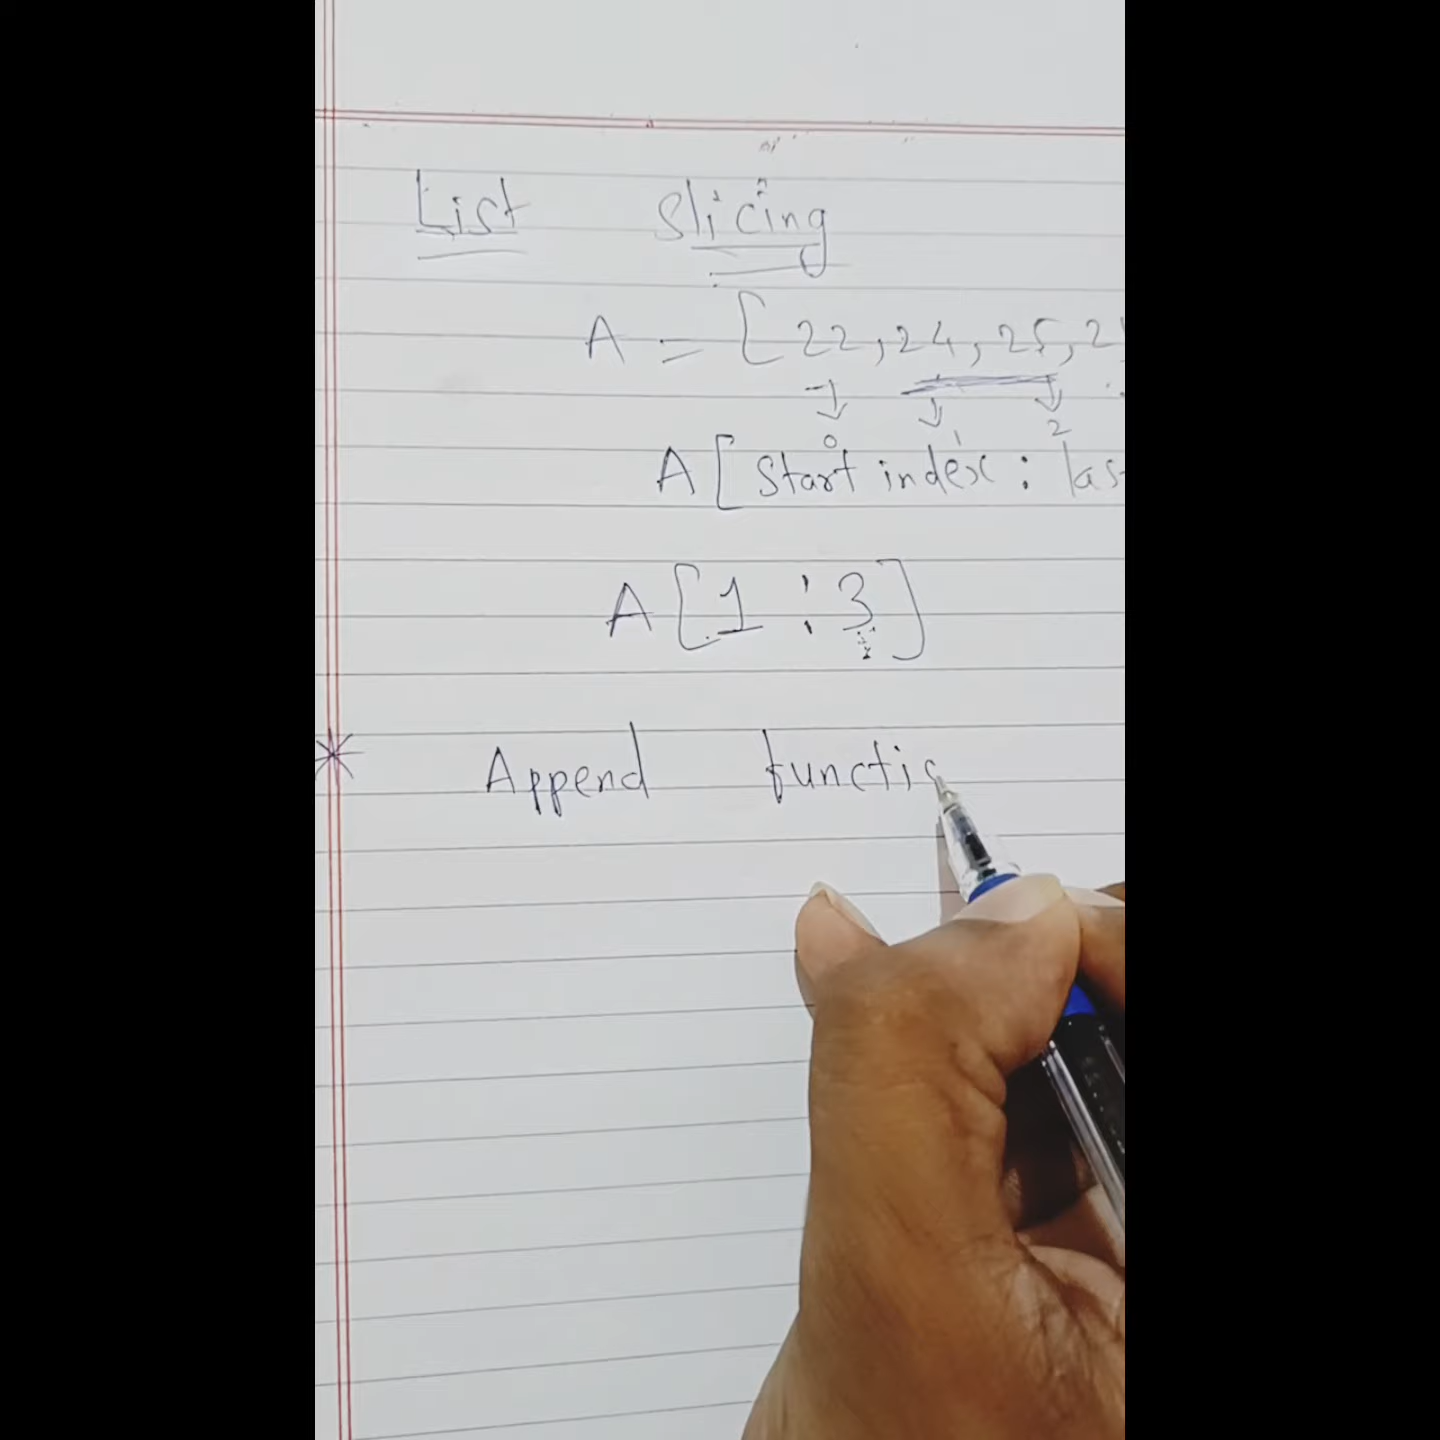 List slicing
A = [ 22, 24, 25, 2
0 1 2
A [ Start index : las
A [ 1 : 3 ]
* Append functio